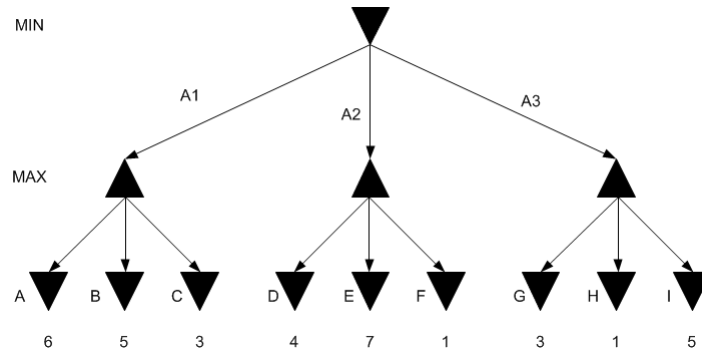 MIN
A1
A2
A3
MAX
A B C D E F G H I
6 5 3 4 7 1 3 1 5